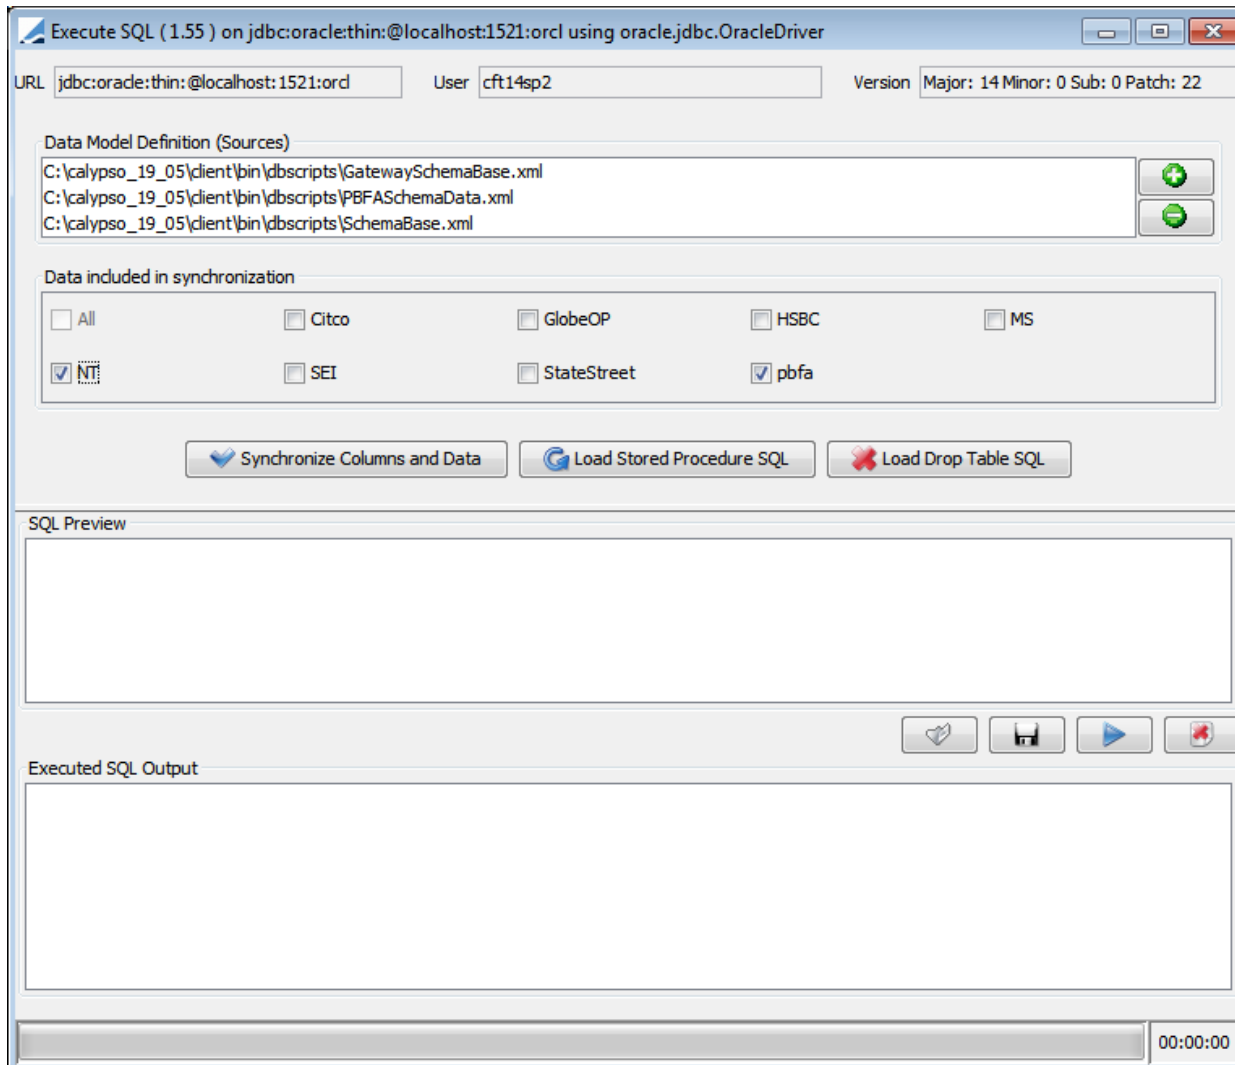 Execute SQL ( 1.55 ) on jdbc:oracle:thin:@localhost:1521:orcl using oracle.jdbc.OracleDriver
URL jdbc:oracle:thin:@localhost:1521:orcl User cft14sp2 Version Major: 14 Minor: 0 Sub: 0 Patch: 22
Data Model Definition (Sources)
C:\calypso_19_05\client\bin\dbscripts\GatewaySchemaBase.xml
C:\calypso_19_05\client\bin\dbscripts\PBFASchemaData.xml
C:\calypso_19_05\client\bin\dbscripts\SchemaBase.xml
Data included in synchronization
All Citco GlobeOP HSBC MS
NT SEI StateStreet pbfa
Synchronize Columns and Data Load Stored Procedure SQL Load Drop Table SQL
SQL Preview
Executed SQL Output
00:00:00